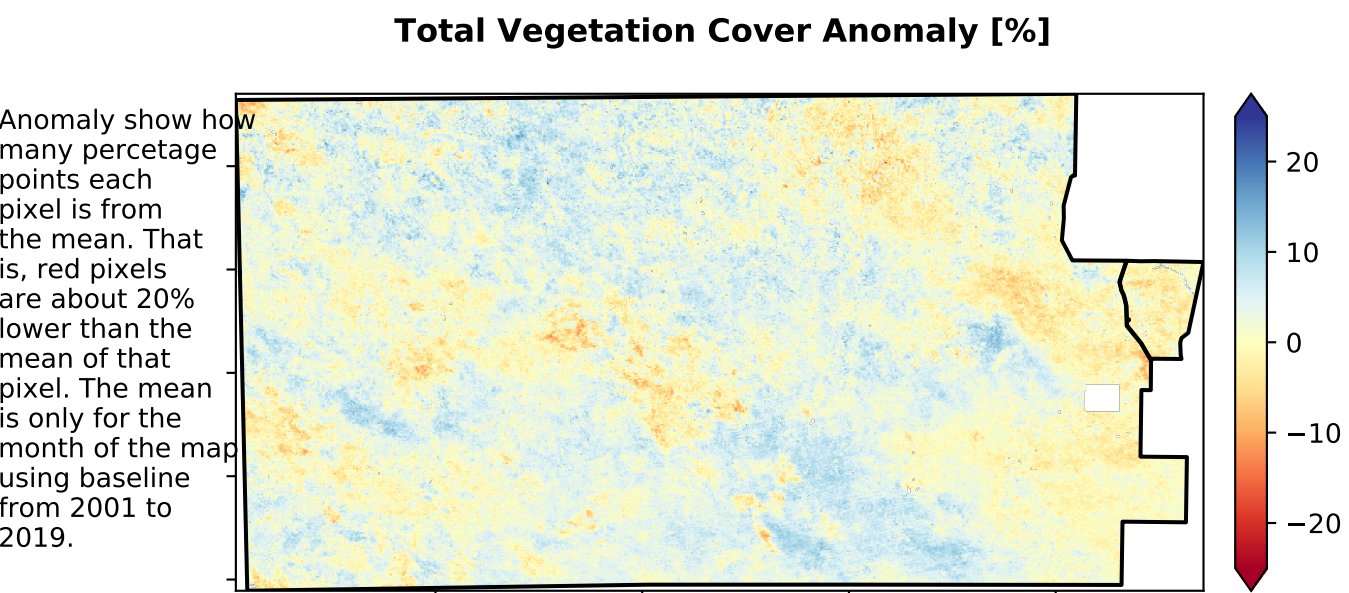 Total Vegetation Cover Anomaly [%]
Anomaly show how
many percetage
points each
pixel is from
the mean. That
is, red pixels
are about 20%
lower than the
mean of that
pixel. The mean
is only for the
month of the map
using baseline
from 2001 to
2019.
20
10
0
−10
−20